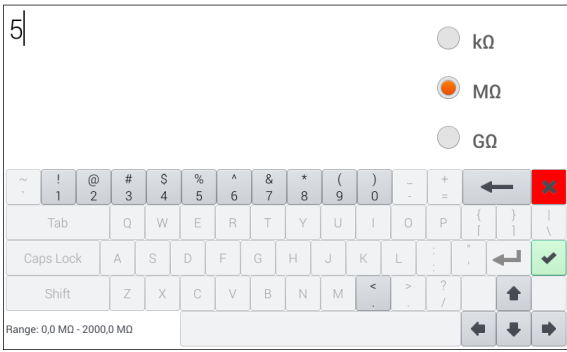 5
kΩ
MΩ
GΩ
~ ! @ # $ % ^ & * ( ) _ +
` 1 2 3 4 5 6 7 8 9 0 - =
Tab Q W E R T Y U I O P { } |
[ ] \
Caps Lock A S D F G H J K L : "
; '
Shift Z X C V B N M < > ?
, . /
Range: 0,0 MΩ - 2000,0 MΩ